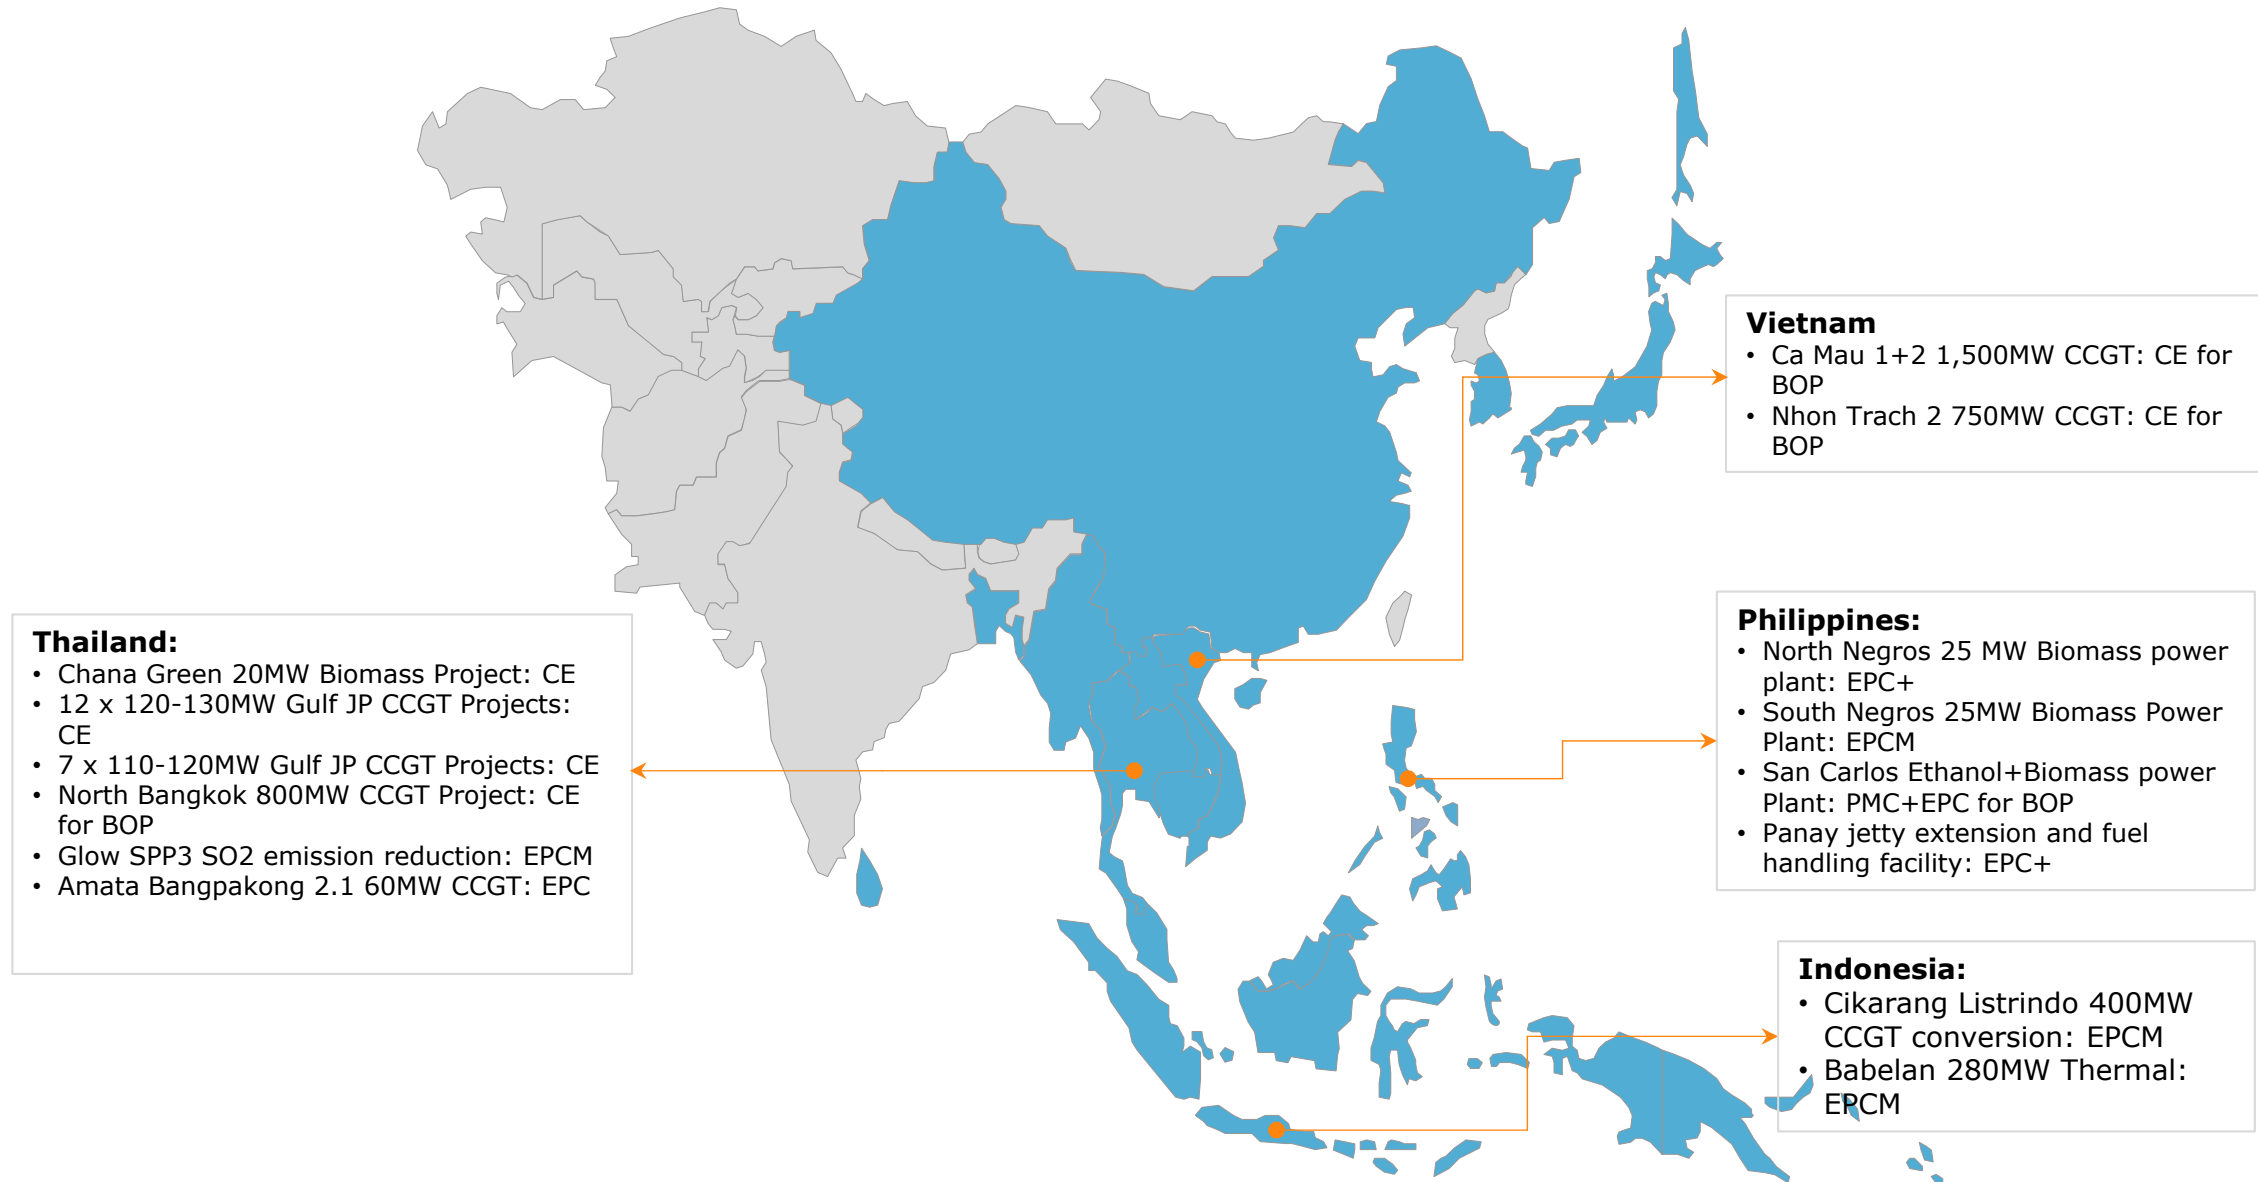 Vietnam
• Ca Mau 1+2 1,500MW CCGT: CE for
BOP
• Nhon Trach 2 750MW CCGT: CE for
BOP
Thailand:
• Chana Green 20MW Biomass Project: CE
• 12 x 120-130MW Gulf JP CCGT Projects:
CE
• 7 x 110-120MW Gulf JP CCGT Projects: CE
• North Bangkok 800MW CCGT Project: CE
for BOP
• Glow SPP3 SO2 emission reduction: EPCM
• Amata Bangpakong 2.1 60MW CCGT: EPC
Philippines:
• North Negros 25 MW Biomass power
plant: EPC+
• South Negros 25MW Biomass Power
Plant: EPCM
• San Carlos Ethanol+Biomass power
Plant: PMC+EPC for BOP
• Panay jetty extension and fuel
handling facility: EPC+
Indonesia:
• Cikarang Listrindo 400MW
CCGT conversion: EPCM
• Babelan 280MW Thermal:
EPCM